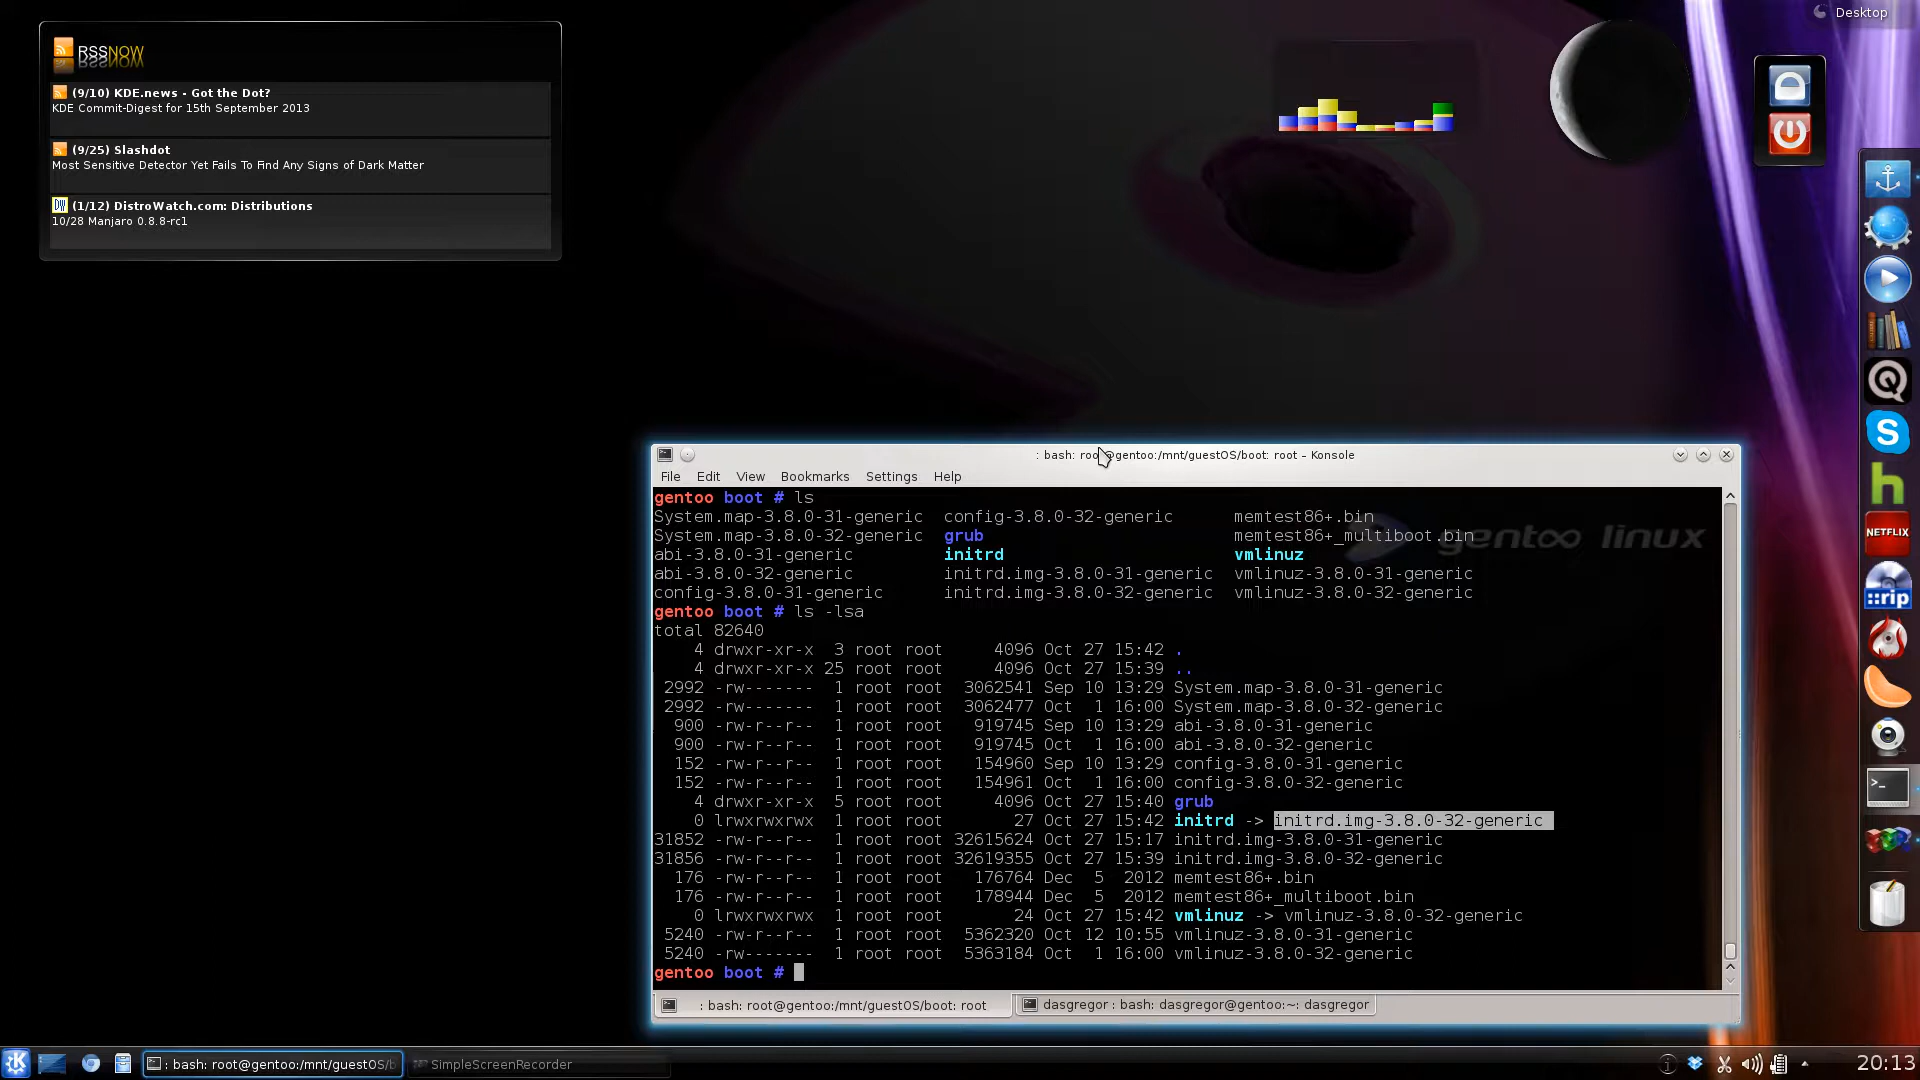 Desktop
RSSNOW
(9/10) KDE.news - Got the Dot?
KDE Commit-Digest for 15th September 2013
(9/25) Slashdot
Most Sensitive Detector Yet Fails To Find Any Signs of Dark Matter
DW (1/12) DistroWatch.com: Distributions
10/28 Manjaro 0.8.8-rc1
: bash: root@gentoo:/mnt/guestOS/boot: root – Konsole
File Edit View Bookmarks Settings Help
gentoo boot # ls
System.map-3.8.0-31-generic config-3.8.0-32-generic memtest86+.bin
System.map-3.8.0-32-generic grub memtest86+_multiboot.bin
abi-3.8.0-31-generic initrd vmlinuz
abi-3.8.0-32-generic initrd.img-3.8.0-31-generic vmlinuz-3.8.0-31-generic
config-3.8.0-31-generic initrd.img-3.8.0-32-generic vmlinuz-3.8.0-32-generic
gentoo linux
gentoo boot # ls -lsa
total 82640
4 drwxr-xr-x 3 root root 4096 Oct 27 15:42 .
4 drwxr-xr-x 25 root root 4096 Oct 27 15:39 ..
2992 -rw------- 1 root root 3062541 Sep 10 13:29 System.map-3.8.0-31-generic
2992 -rw------- 1 root root 3062477 Oct 1 16:00 System.map-3.8.0-32-generic
900 -rw-r--r-- 1 root root 919745 Sep 10 13:29 abi-3.8.0-31-generic
900 -rw-r--r-- 1 root root 919745 Oct 1 16:00 abi-3.8.0-32-generic
152 -rw-r--r-- 1 root root 154960 Sep 10 13:29 config-3.8.0-31-generic
152 -rw-r--r-- 1 root root 154961 Oct 1 16:00 config-3.8.0-32-generic
4 drwxr-xr-x 5 root root 4096 Oct 27 15:40 grub
0 lrwxrwxrwx 1 root root 27 Oct 27 15:42 initrd -> initrd.img-3.8.0-32-generic
31852 -rw-r--r-- 1 root root 32615624 Oct 27 15:17 initrd.img-3.8.0-31-generic
31856 -rw-r--r-- 1 root root 32619355 Oct 27 15:39 initrd.img-3.8.0-32-generic
176 -rw-r--r-- 1 root root 176764 Dec 5 2012 memtest86+.bin
176 -rw-r--r-- 1 root root 178944 Dec 5 2012 memtest86+_multiboot.bin
0 lrwxrwxrwx 1 root root 24 Oct 27 15:42 vmlinuz -> vmlinuz-3.8.0-32-generic
5240 -rw-r--r-- 1 root root 5362320 Oct 12 10:55 vmlinuz-3.8.0-31-generic
5240 -rw------- 1 root root 5363184 Oct 1 16:00 vmlinuz-3.8.0-32-generic
gentoo boot #
: bash: root@gentoo:/mnt/guestOS/boot: root
dasgregor : bash: dasgregor@gentoo:~: dasgregor
NETFLIX
::rip
: bash: root@gentoo:/mnt/guestOS/b
SimpleScreenRecorder
20:13